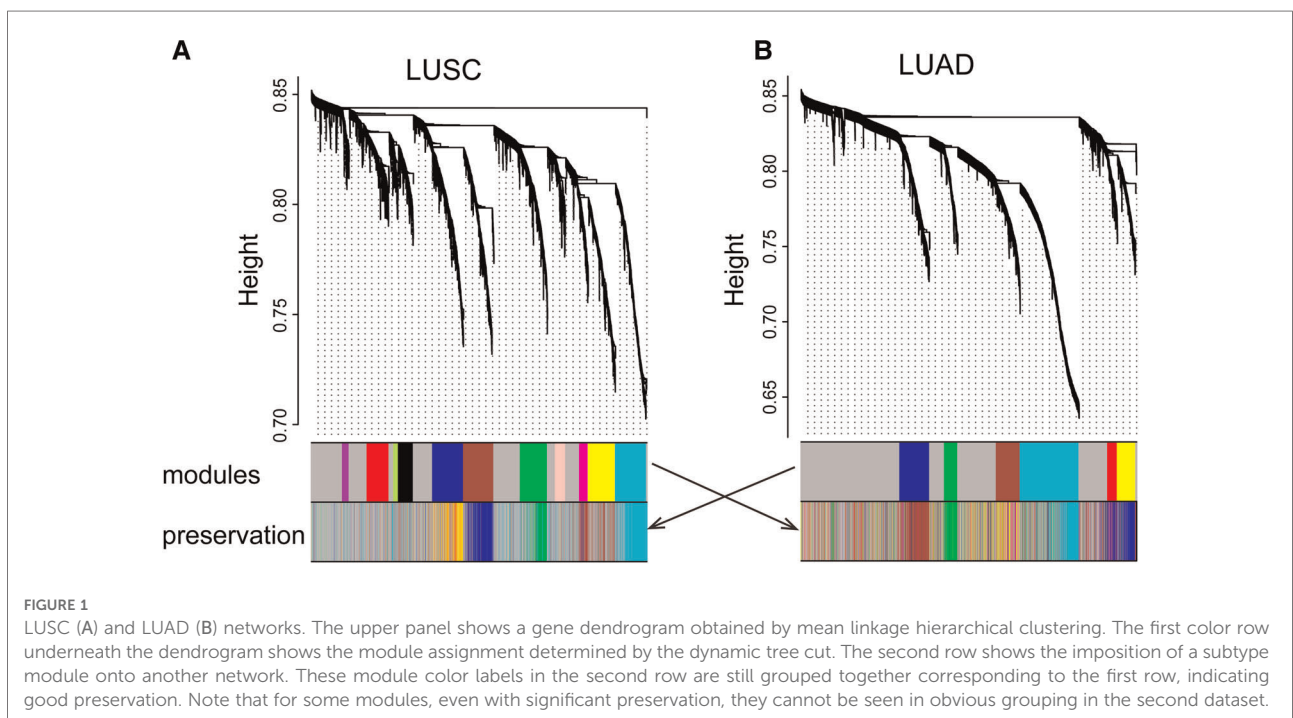 A
LUSC
Height
0.85
0.80
0.75
0.70
B
LUAD
Height
0.85
0.80
0.75
0.70
0.65
modules
preservation
FIGURE 1
LUSC (A) and LUAD (B) networks. The upper panel shows a gene dendrogram obtained by mean linkage hierarchical clustering. The first color row
underneath the dendrogram shows the module assignment determined by the dynamic tree cut. The second row shows the imposition of a subtype
module onto another network. These module color labels in the second row are still grouped together corresponding to the first row, indicating
good preservation. Note that for some modules, even with significant preservation, they cannot be seen in obvious grouping in the second dataset.